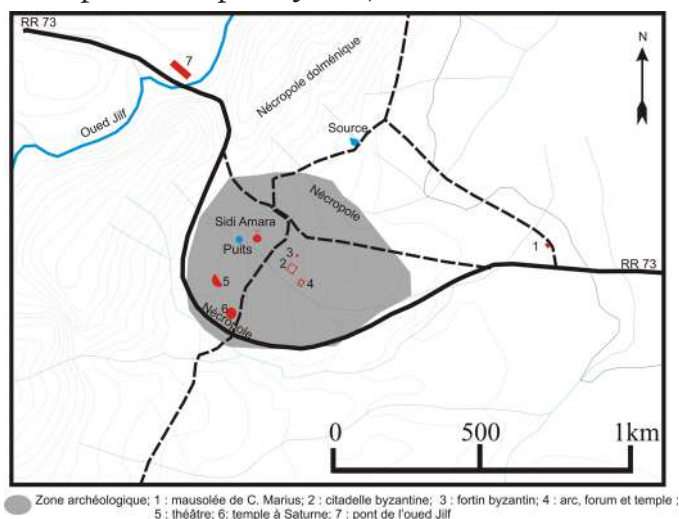 RR 73
7
N
Nécropole dolménique
Oued Jilf
Source
Nécropole
Sidi Amara
Puits
1
3
2
4
RR 73
5
6
Nécropole
0 500 1km
Zone archéologique; 1 : mausolée de C. Marius; 2 : citadelle byzantine; 3 : fortin byzantin; 4 : arc, forum et temple ;
5 : théâtre; 6: temple à Saturne; 7 : pont de l'oued Jilf